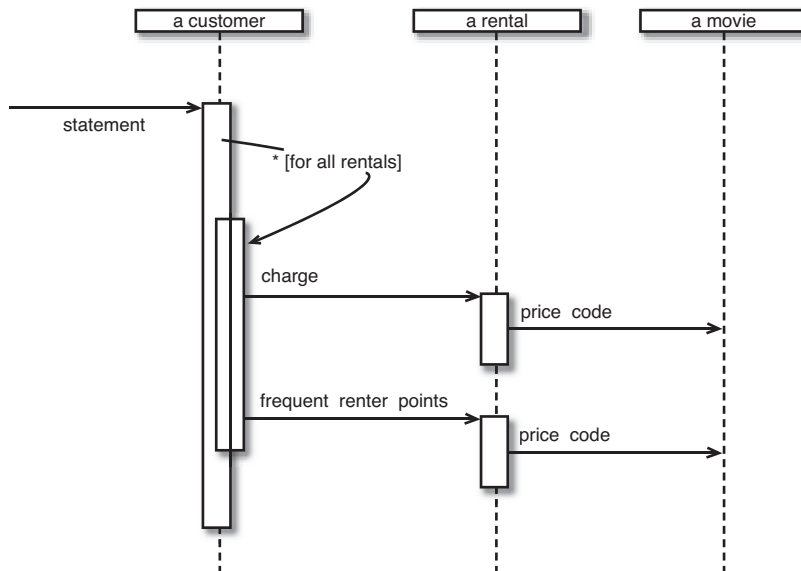 a customer
a rental
a movie
statement
* [for all rentals]
charge
price code
frequent renter points
price code